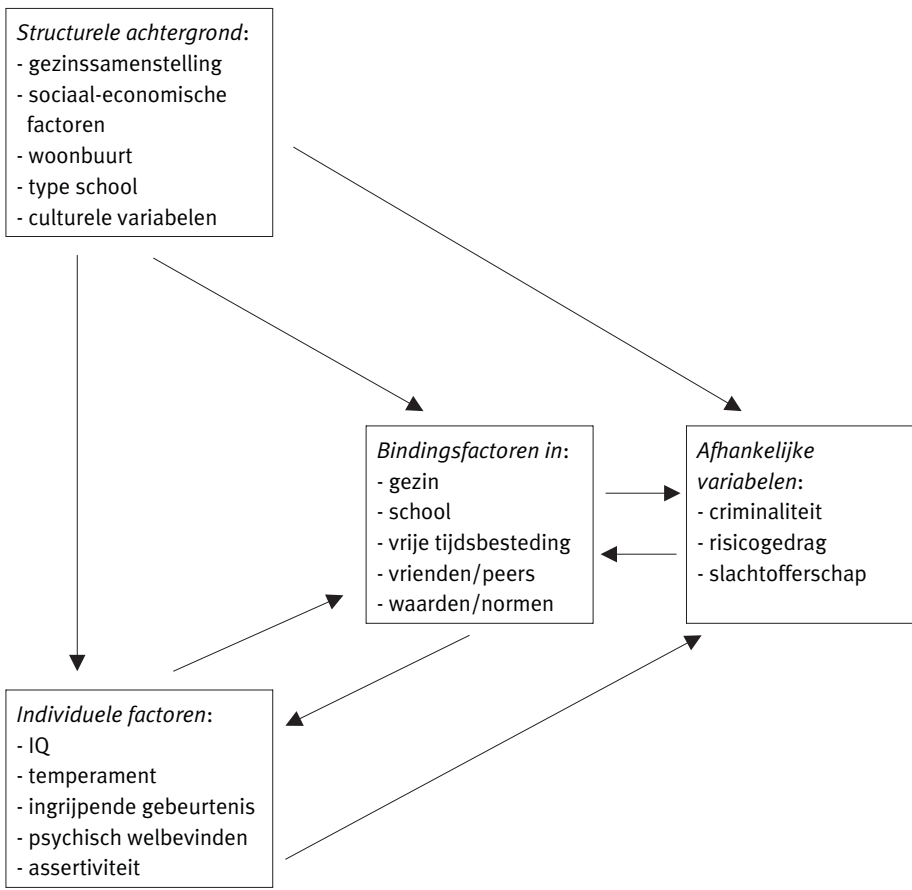 Structurele achtergrond:
- gezinssamenstelling
- sociaal-economische
factoren
- woonbuurt
- type school
- culturele variabelen
Bindingsfactoren in:
- gezin
- school
- vrije tijdsbesteding
- vrienden/peers
- waarden/normen
Afhankelijke
variabelen:
- criminaliteit
- risicogedrag
- slachtofferschap
Individuele factoren:
- IQ
- temperament
- ingrijpende gebeurtenis
- psychisch welbevinden
- assertiviteit